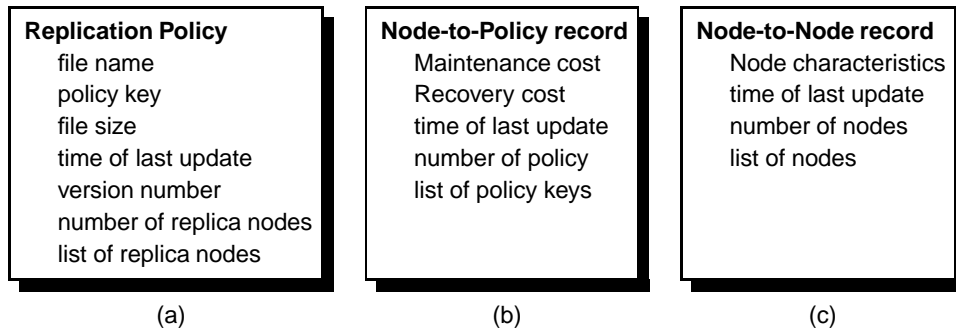 Replication Policy
file name
policy key
file size
time of last update
version number
number of replica nodes
list of replica nodes
(a)
Node-to-Policy record
Maintenance cost
Recovery cost
time of last update
number of policy
list of policy keys
(b)
Node-to-Node record
Node characteristics
time of last update
number of nodes
list of nodes
(c)